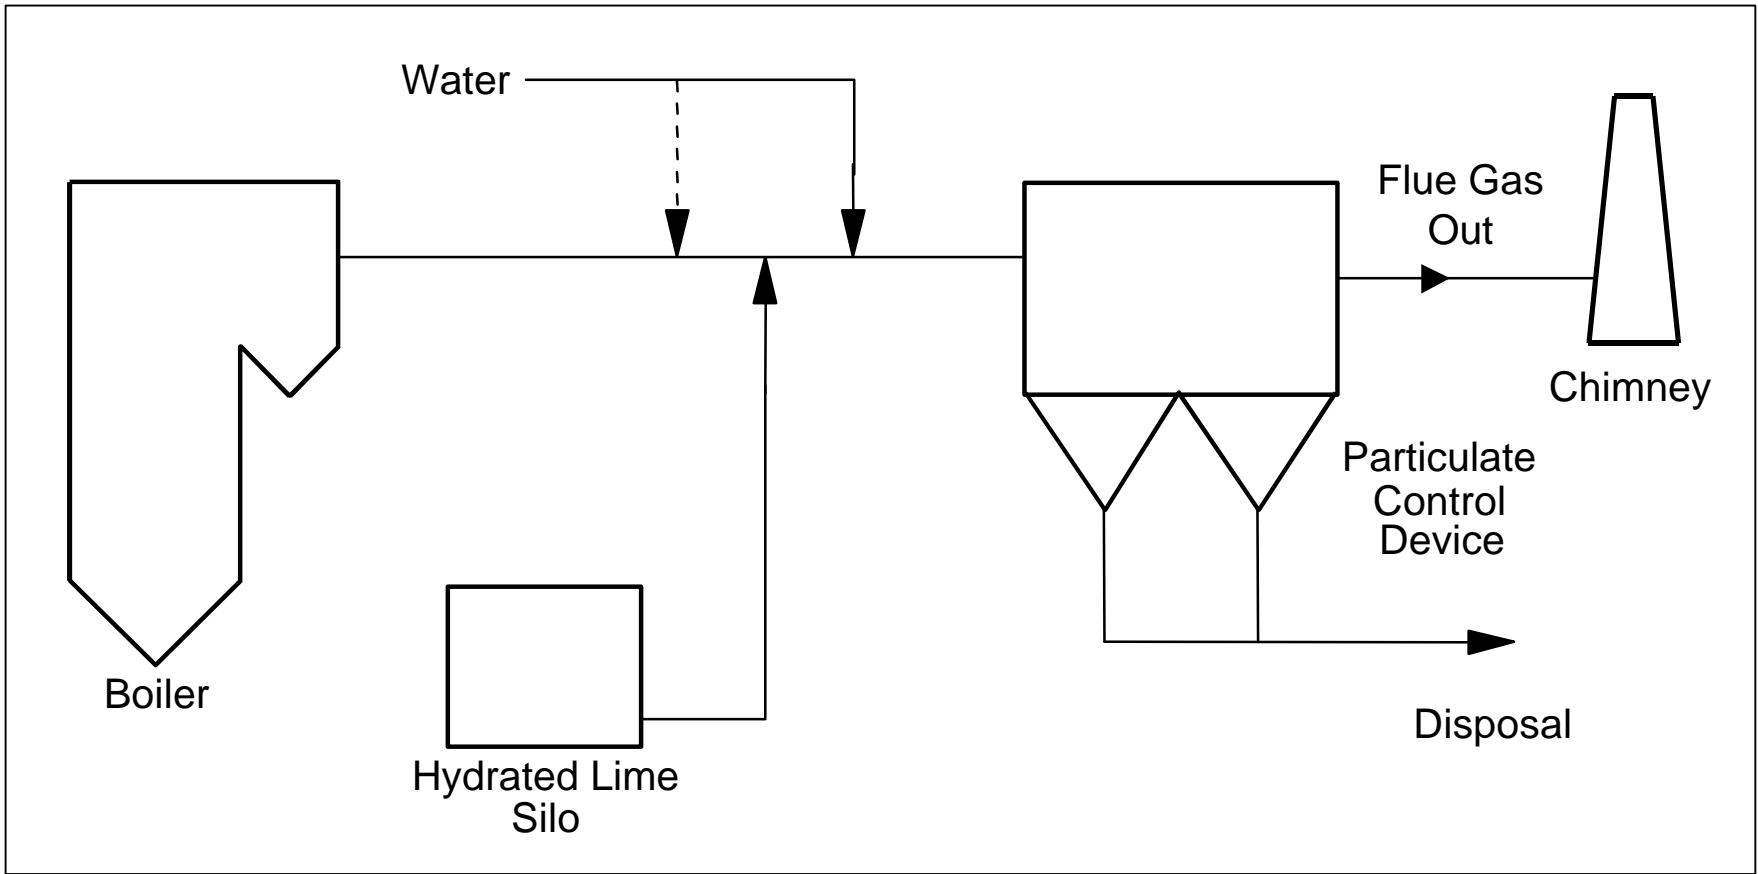 Water
Flue Gas
Out
Chimney
Particulate
Control
Device
Boiler
Disposal
Hydrated Lime
Silo